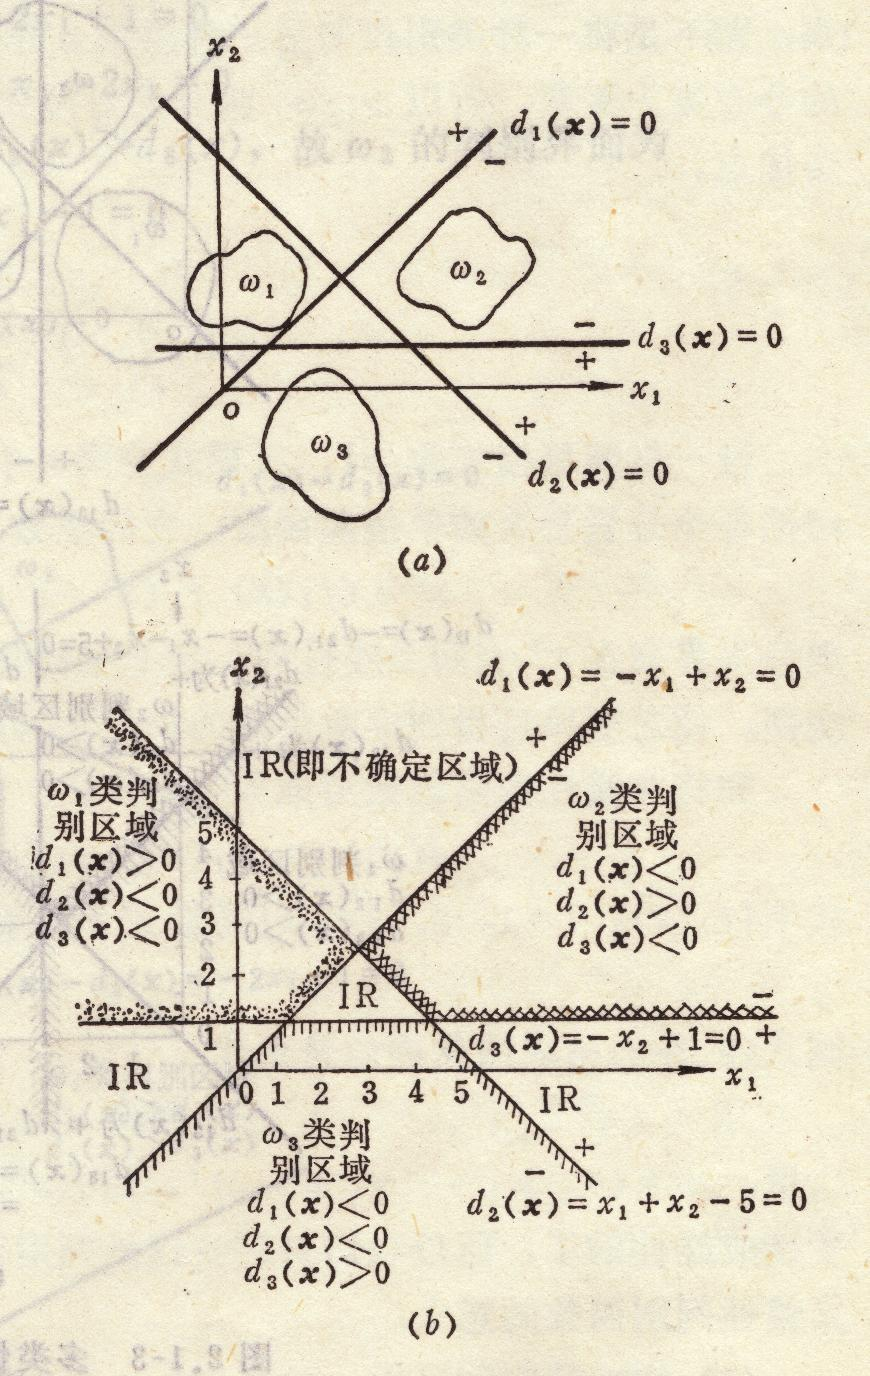 x₂
+ d₁(x)=0
−
ω₁
ω₂
− d₃(x)=0
+
x₁
o
ω₃
+
−
d₂(x)=0
(a)
x₂
d₁(x)=−x₁+x₂=0
+
IR(即不确定区域)
−
ω₁类判
别区域
d₁(x)>0
d₂(x)<0
d₃(x)<0
ω₂类判
别区域
d₁(x)<0
d₂(x)>0
d₃(x)<0
5
4
3
2
1
IR
−
d₃(x)=−x₂+1=0 +
IR
0 1 2 3 4 5
x₁
IR
ω₃类判
别区域
d₁(x)<0
d₂(x)<0
d₃(x)>0
+
−
d₂(x)=x₁+x₂−5=0
(b)